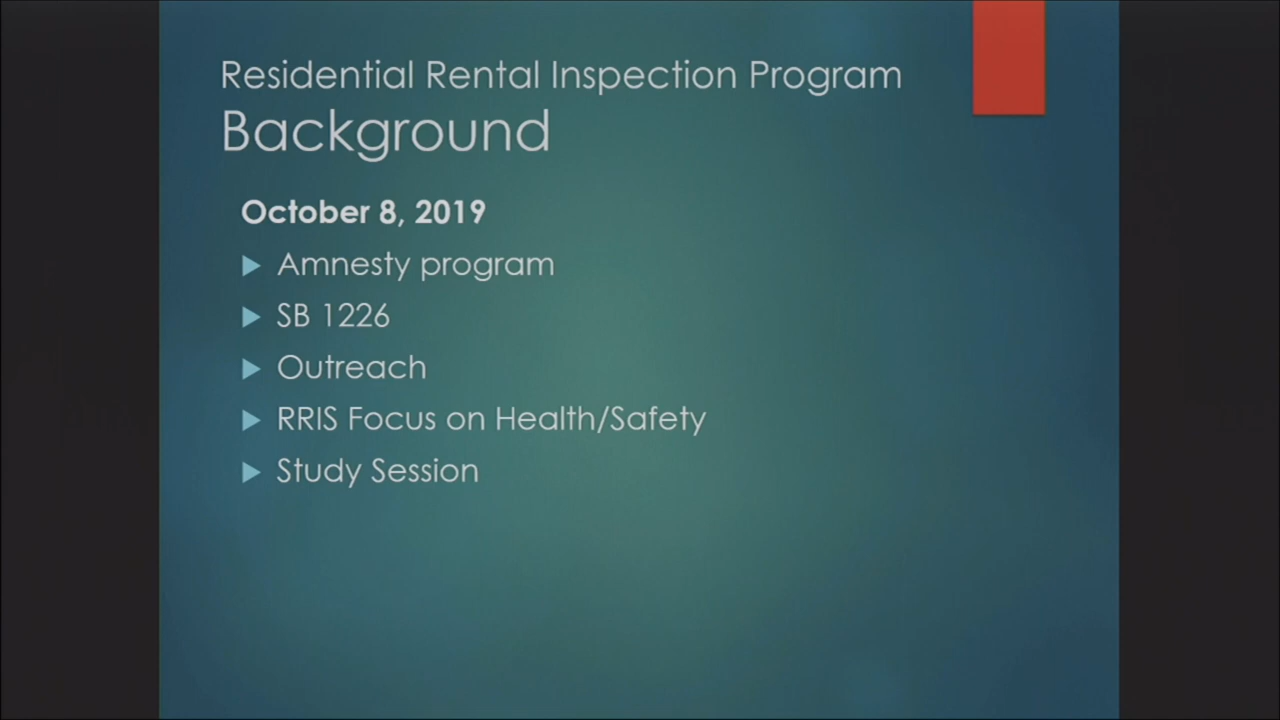 Residential Rental Inspection Program
Background
October 8, 2019
Amnesty program
SB 1226
Outreach
RRIS Focus on Health/Safety
Study Session